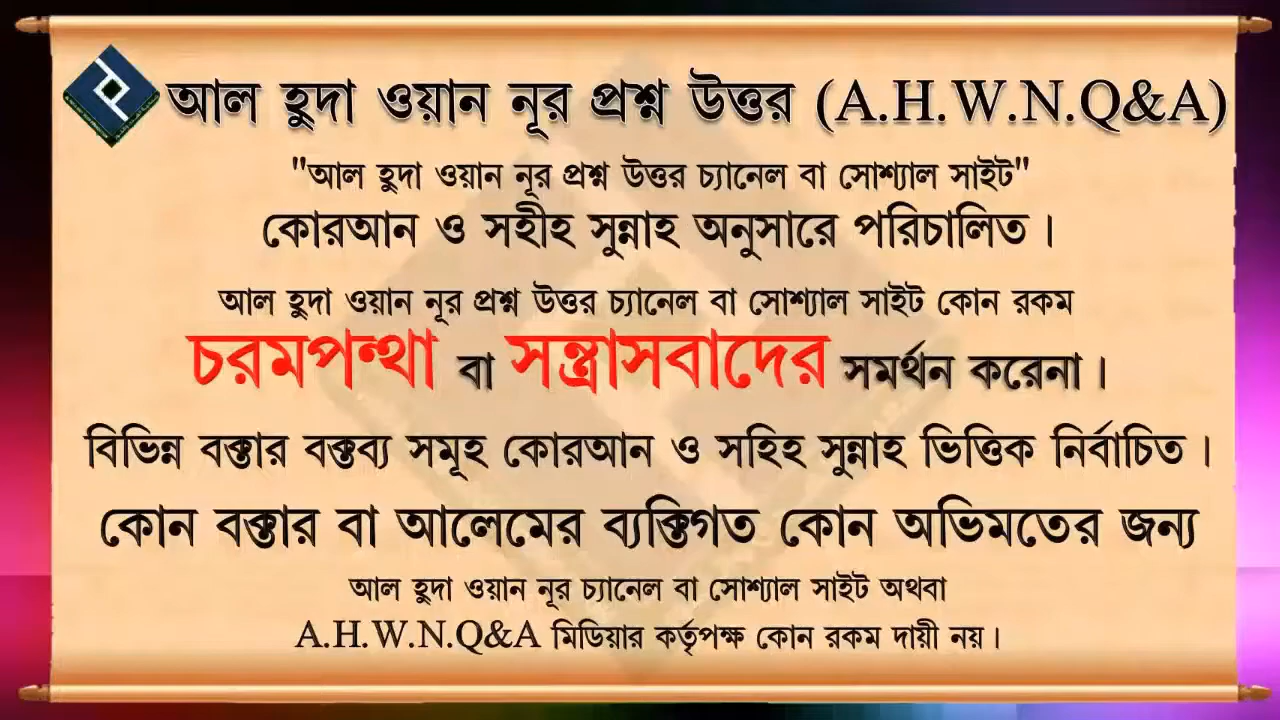 আল হুদা ওয়ান নূর প্রশ্ন উত্তর (A.H.W.N.Q&A)
"আল হুদা ওয়ান নূর প্রশ্ন উত্তর চ্যানেল বা সোশ্যাল সাইট"
কোরআন ও সহীহ সুন্নাহ অনুসারে পরিচালিত।
আল হুদা ওয়ান নূর প্রশ্ন উত্তর চ্যানেল বা সোশ্যাল সাইট কোন রকম
চরমপন্থা বা সন্ত্রাসবাদের সমর্থন করেনা।
বিভিন্ন বক্তার বক্তব্য সমূহ কোরআন ও সহিহ সুন্নাহ ভিত্তিক নির্বাচিত।
কোন বক্তার বা আলেমের ব্যক্তিগত কোন অভিমতের জন্য
আল হুদা ওয়ান নূর চ্যানেল বা সোশ্যাল সাইট অথবা
A.H.W.N.Q&A মিডিয়ার কর্তৃপক্ষ কোন রকম দায়ী নয়।